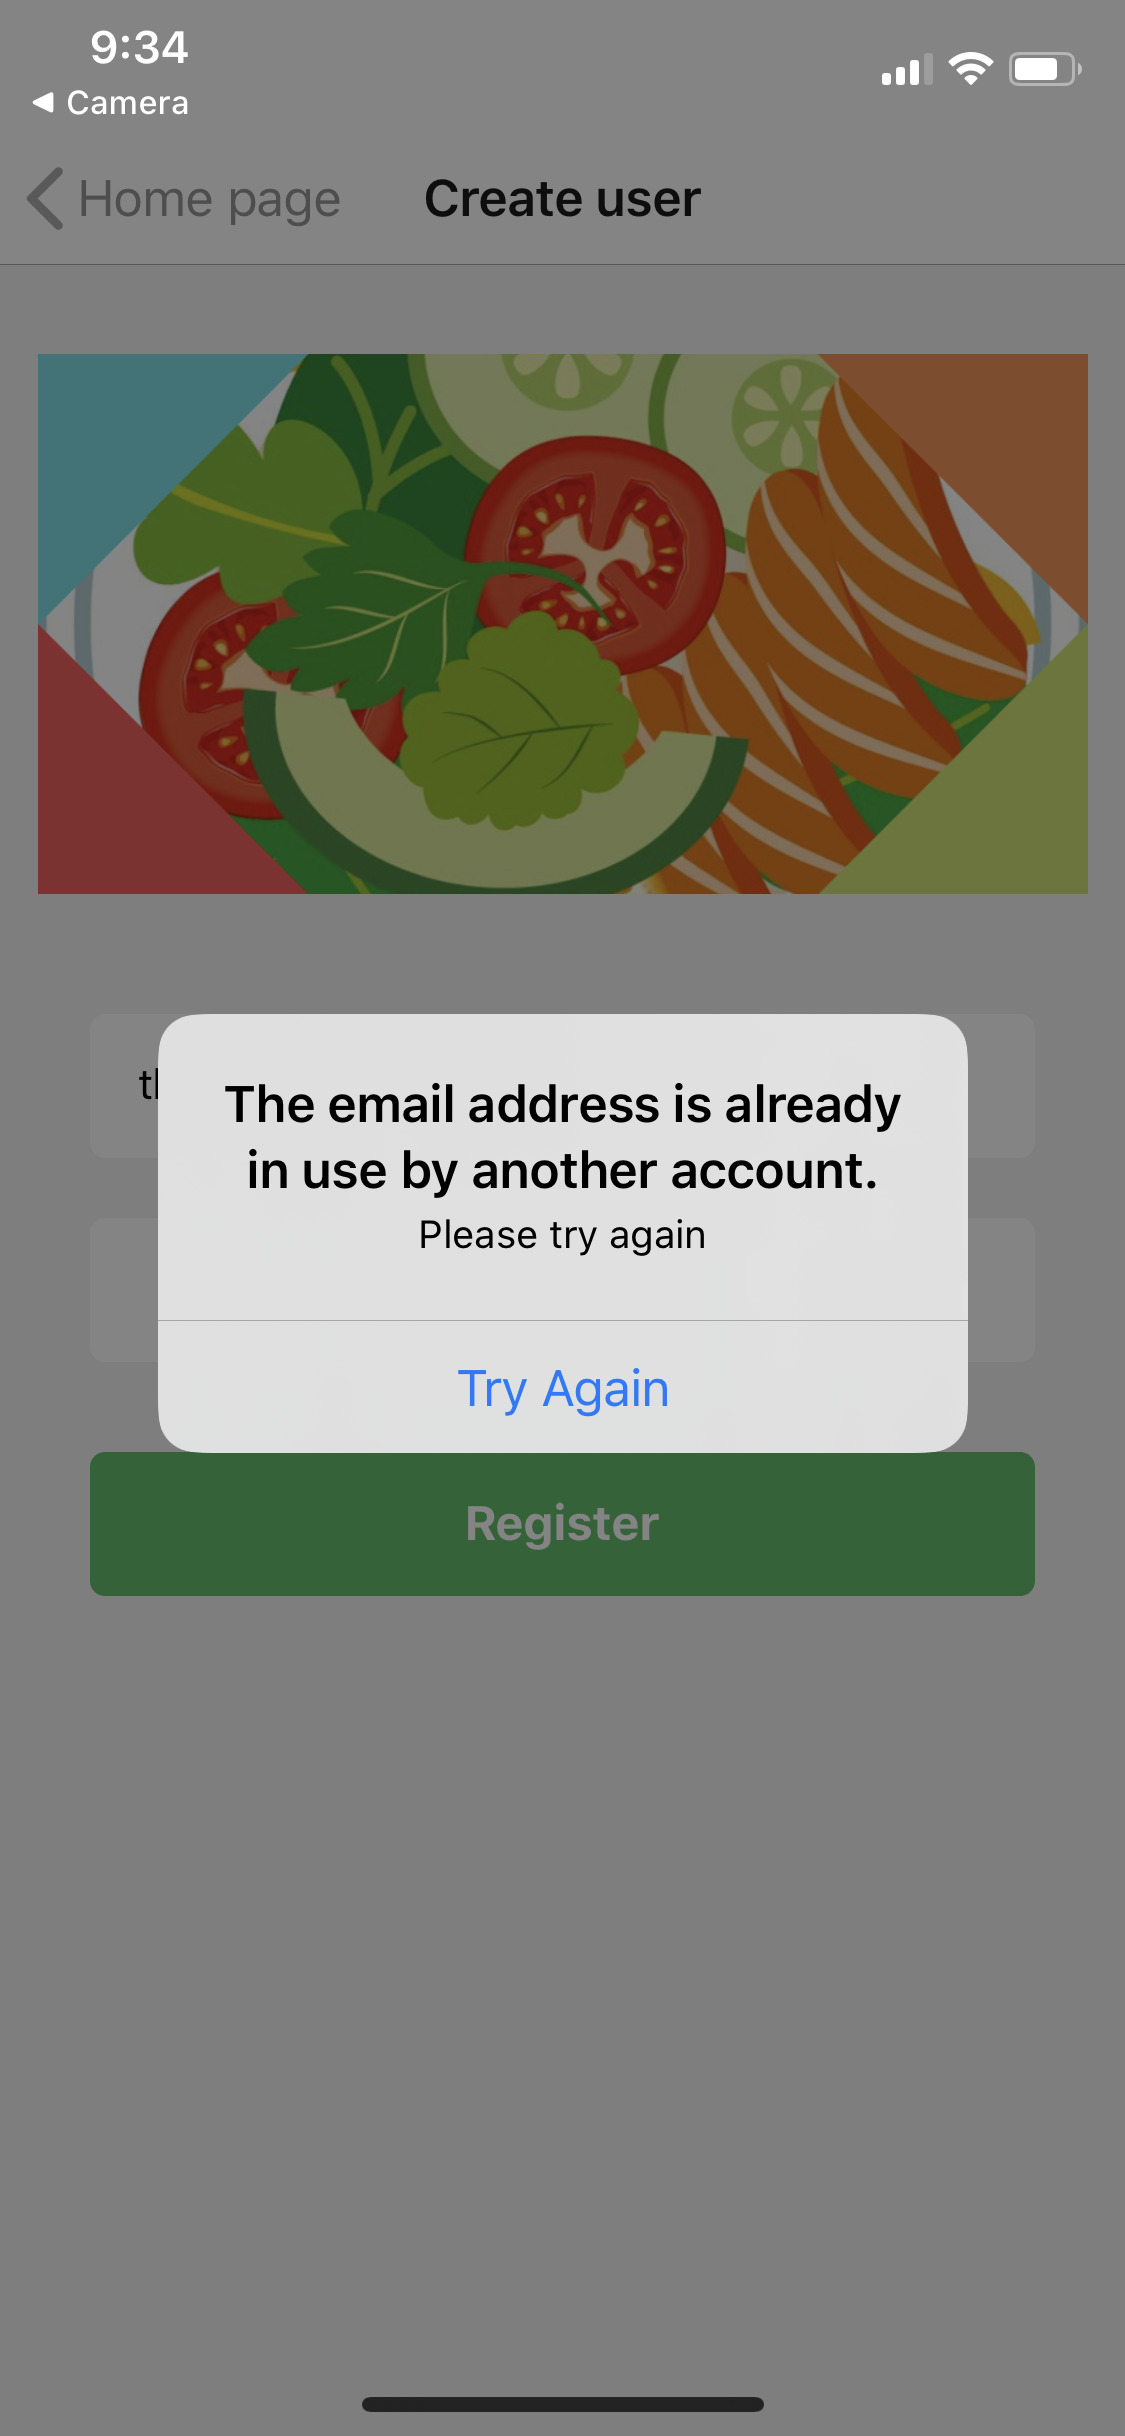 9:34
Camera
Home page
Create user
The email address is already
in use by another account.
Please try again
Try Again
Register